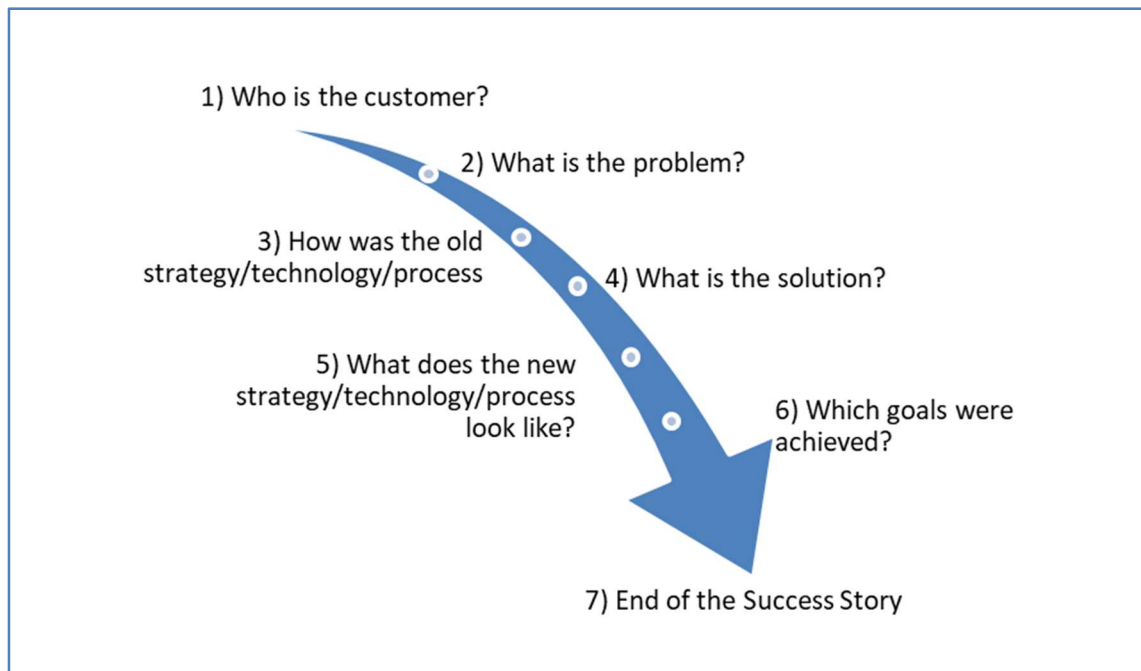 1) Who is the customer?
2) What is the problem?
3) How was the old
strategy/technology/process
4) What is the solution?
5) What does the new
strategy/technology/process
look like?
6) Which goals were
achieved?
7) End of the Success Story